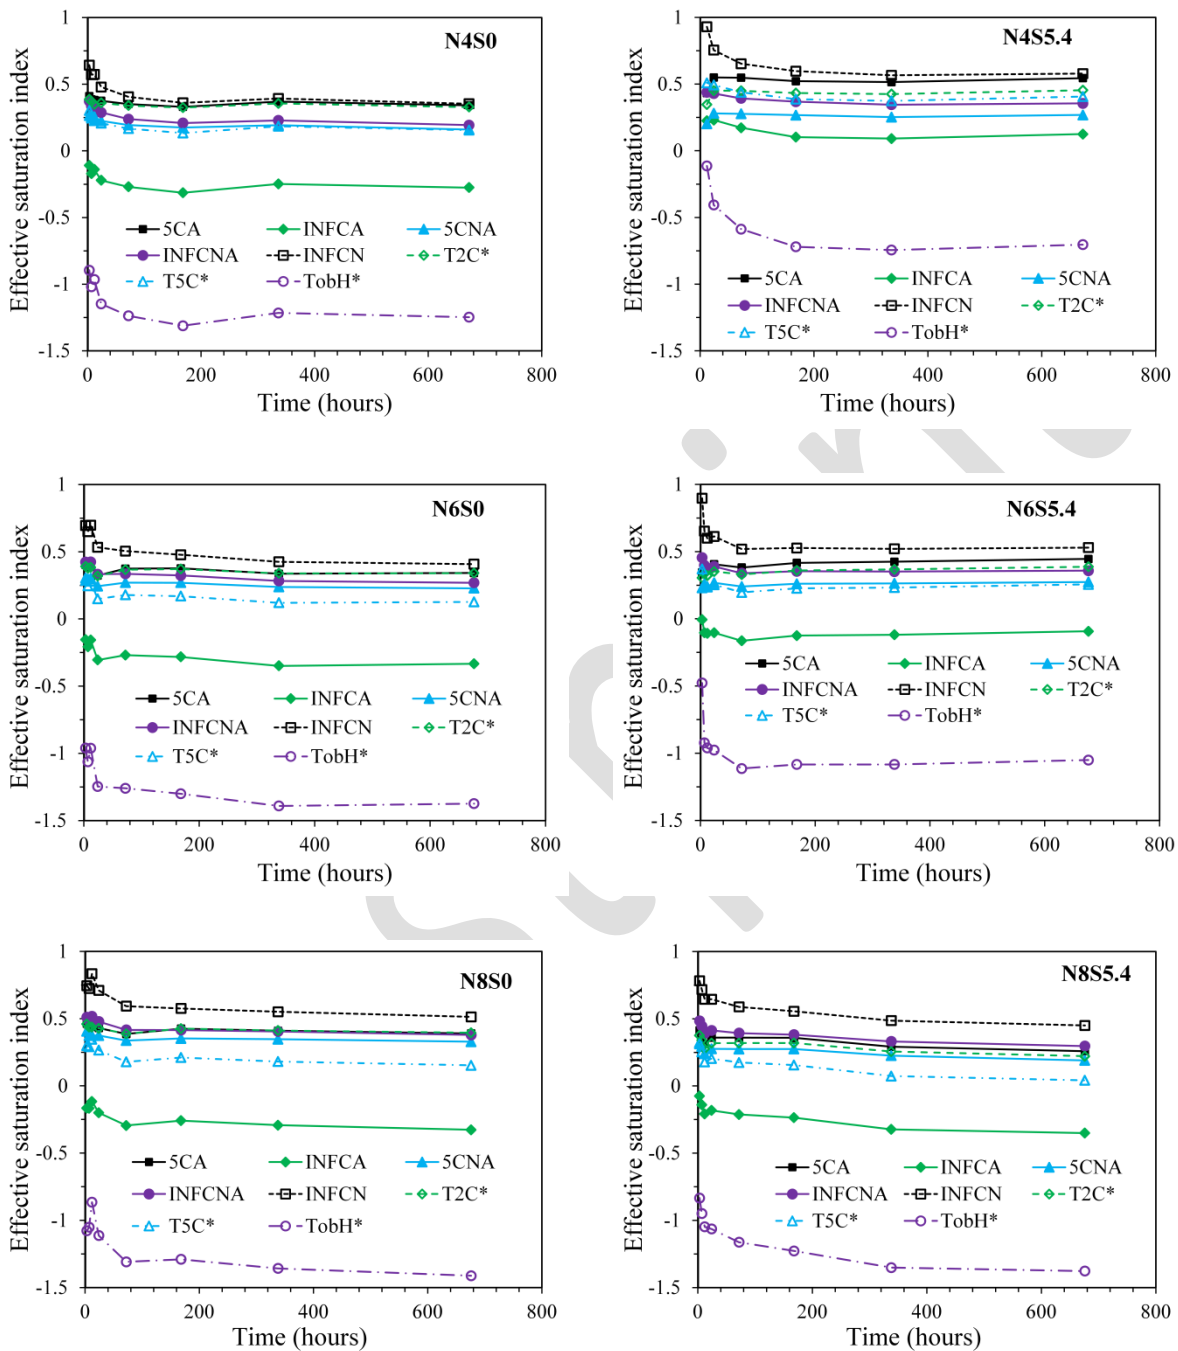 N4S0
Effective saturation index
1
0.5
0
-0.5
-1
-1.5
5CA INFCA 5CNA
INFCNA INFCN T2C*
T5C* TobH*
0 200 400 600 800
Time (hours)
N4S5.4
Effective saturation index
1
0.5
0
-0.5
-1
-1.5
5CA INFCA 5CNA
INFCNA INFCN T2C*
T5C* TobH*
0 200 400 600 800
Time (hours)
N6S0
Effective saturation index
1
0.5
0
-0.5
-1
-1.5
5CA INFCA 5CNA
INFCNA INFCN T2C*
T5C* TobH*
0 200 400 600 800
Time (hours)
N6S5.4
Effective saturation index
1
0.5
0
-0.5
-1
-1.5
5CA INFCA 5CNA
INFCNA INFCN T2C*
T5C* TobH*
0 200 400 600 800
Time (hours)
N8S0
Effective saturation index
1
0.5
0
-0.5
-1
-1.5
5CA INFCA 5CNA
INFCNA INFCN T2C*
T5C* TobH*
0 200 400 600 800
Time (hours)
N8S5.4
Effective saturation index
1
0.5
0
-0.5
-1
-1.5
5CA INFCA 5CNA
INFCNA INFCN T2C*
T5C* TobH*
0 200 400 600 800
Time (hours)